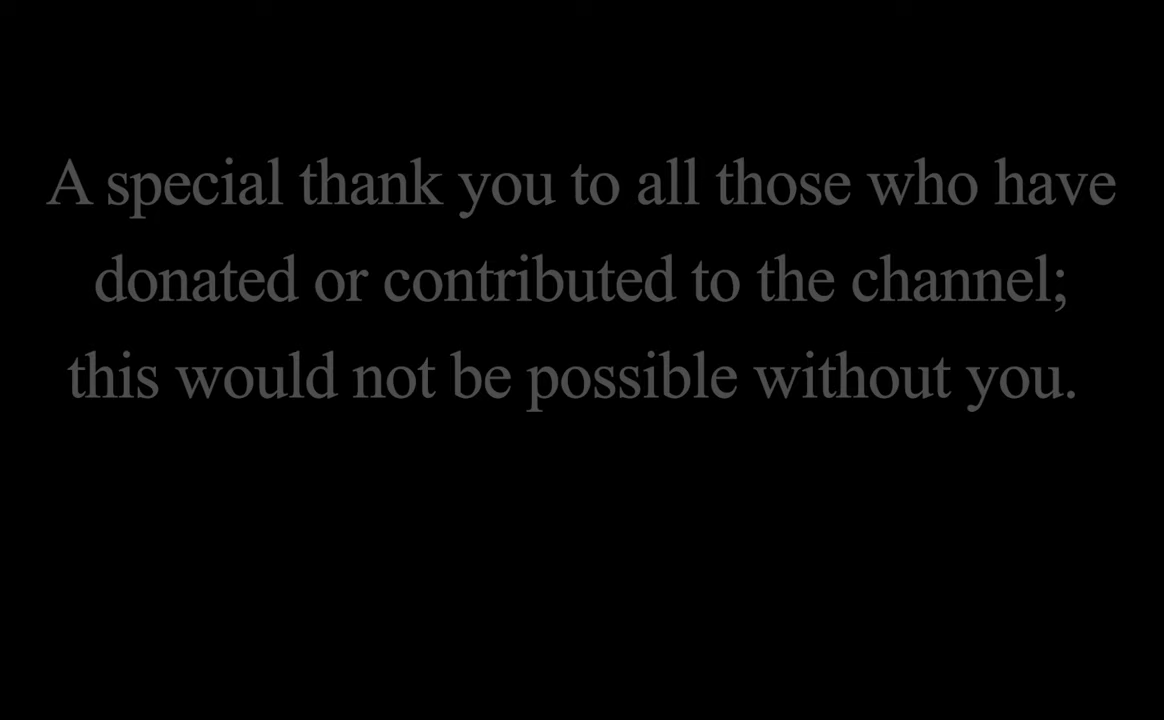 A special thank you to all those who have
donated or contributed to the channel;
this would not be possible without you.